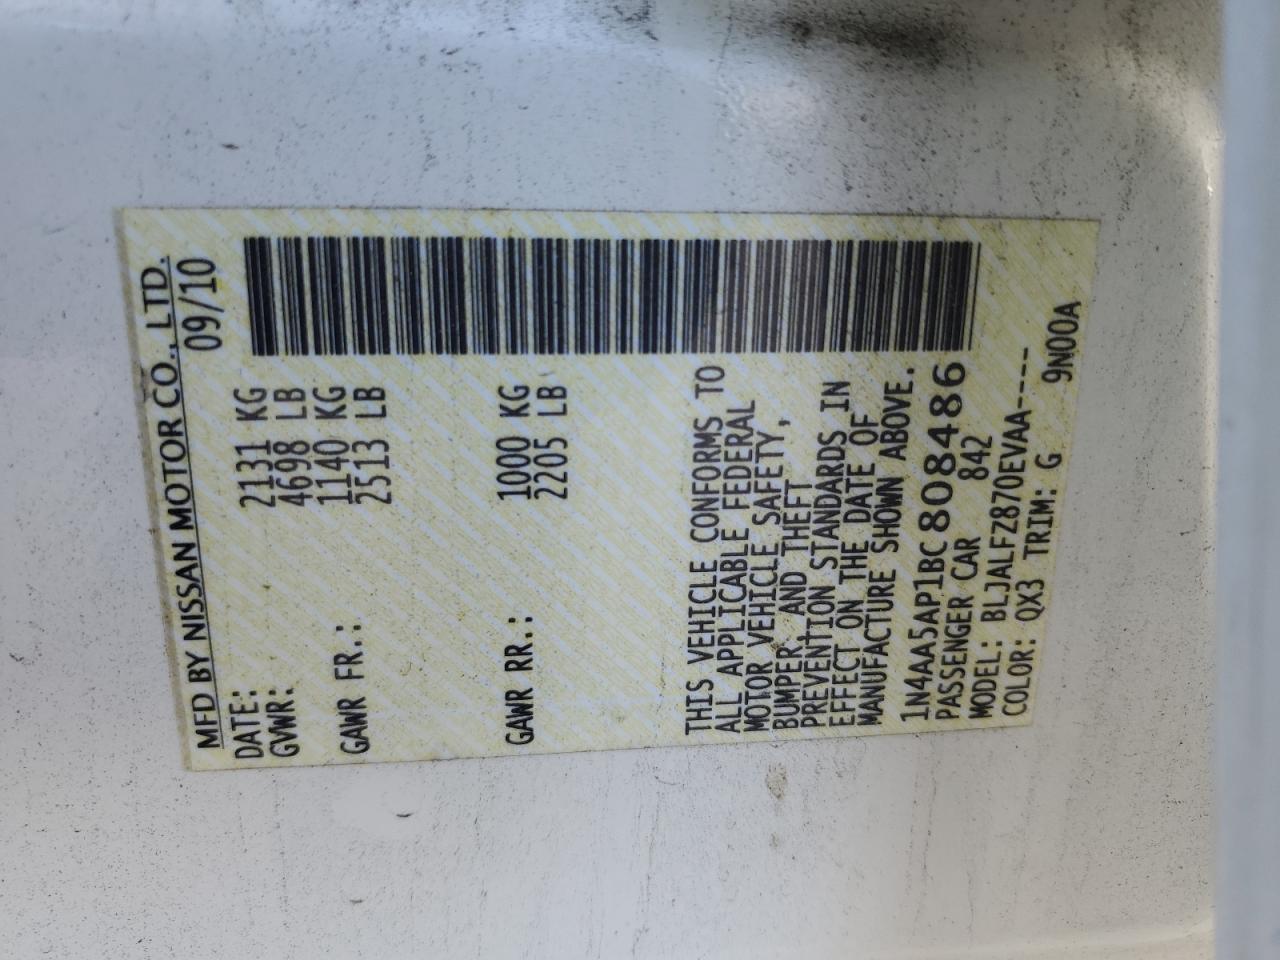 MFD BY NISSAN MOTOR CO., LTD.
DATE: 09/10
GVWR: 2131 KG
4698 LB
GAWR FR.: 1140 KG
2513 LB
GAWR RR.: 1000 KG
2205 LB
THIS VEHICLE CONFORMS TO
ALL APPLICABLE FEDERAL
MOTOR VEHICLE SAFETY,
BUMPER, AND THEFT
PREVENTION STANDARDS IN
EFFECT ON THE DATE OF
MANUFACTURE SHOWN ABOVE.
1N4AA5AP1BC808486
PASSENGER CAR 842
MODEL: BLJALFZ870EVAA----
COLOR: QX3 TRIM: G 9N00A